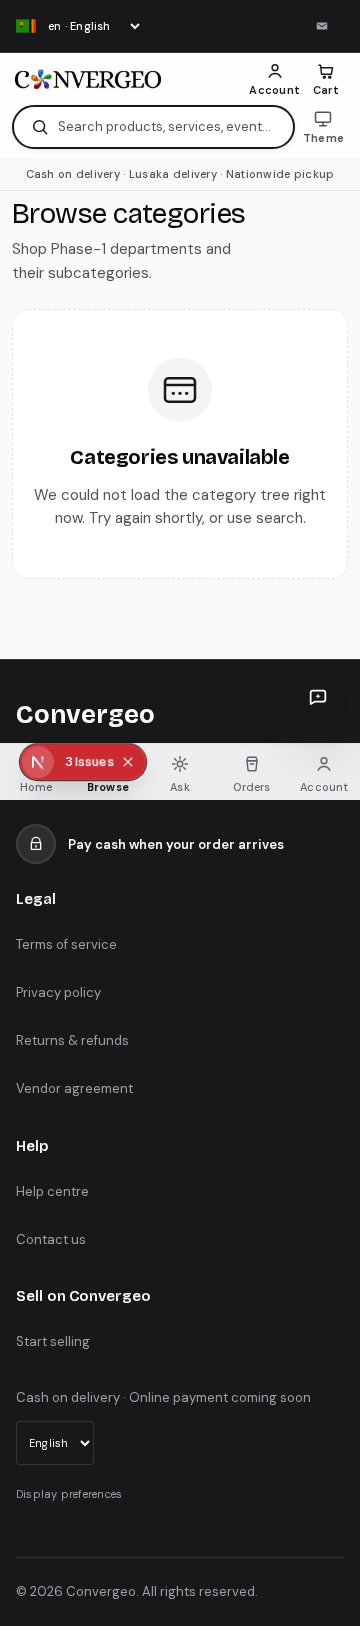 en · English
CONVERGEO
Account
Cart
Search products, services, event...
Theme
Cash on delivery · Lusaka delivery · Nationwide pickup
Browse categories
Shop Phase-1 departments and
their subcategories.
Categories unavailable
We could not load the category tree right
now. Try again shortly, or use search.
Convergeo
N 3 Issues
Home
Browse
Ask
Orders
Account
Pay cash when your order arrives
Legal
Terms of service
Privacy policy
Returns & refunds
Vendor agreement
Help
Help centre
Contact us
Sell on Convergeo
Start selling
Cash on delivery · Online payment coming soon
English
Display preferences
© 2026 Convergeo. All rights reserved.